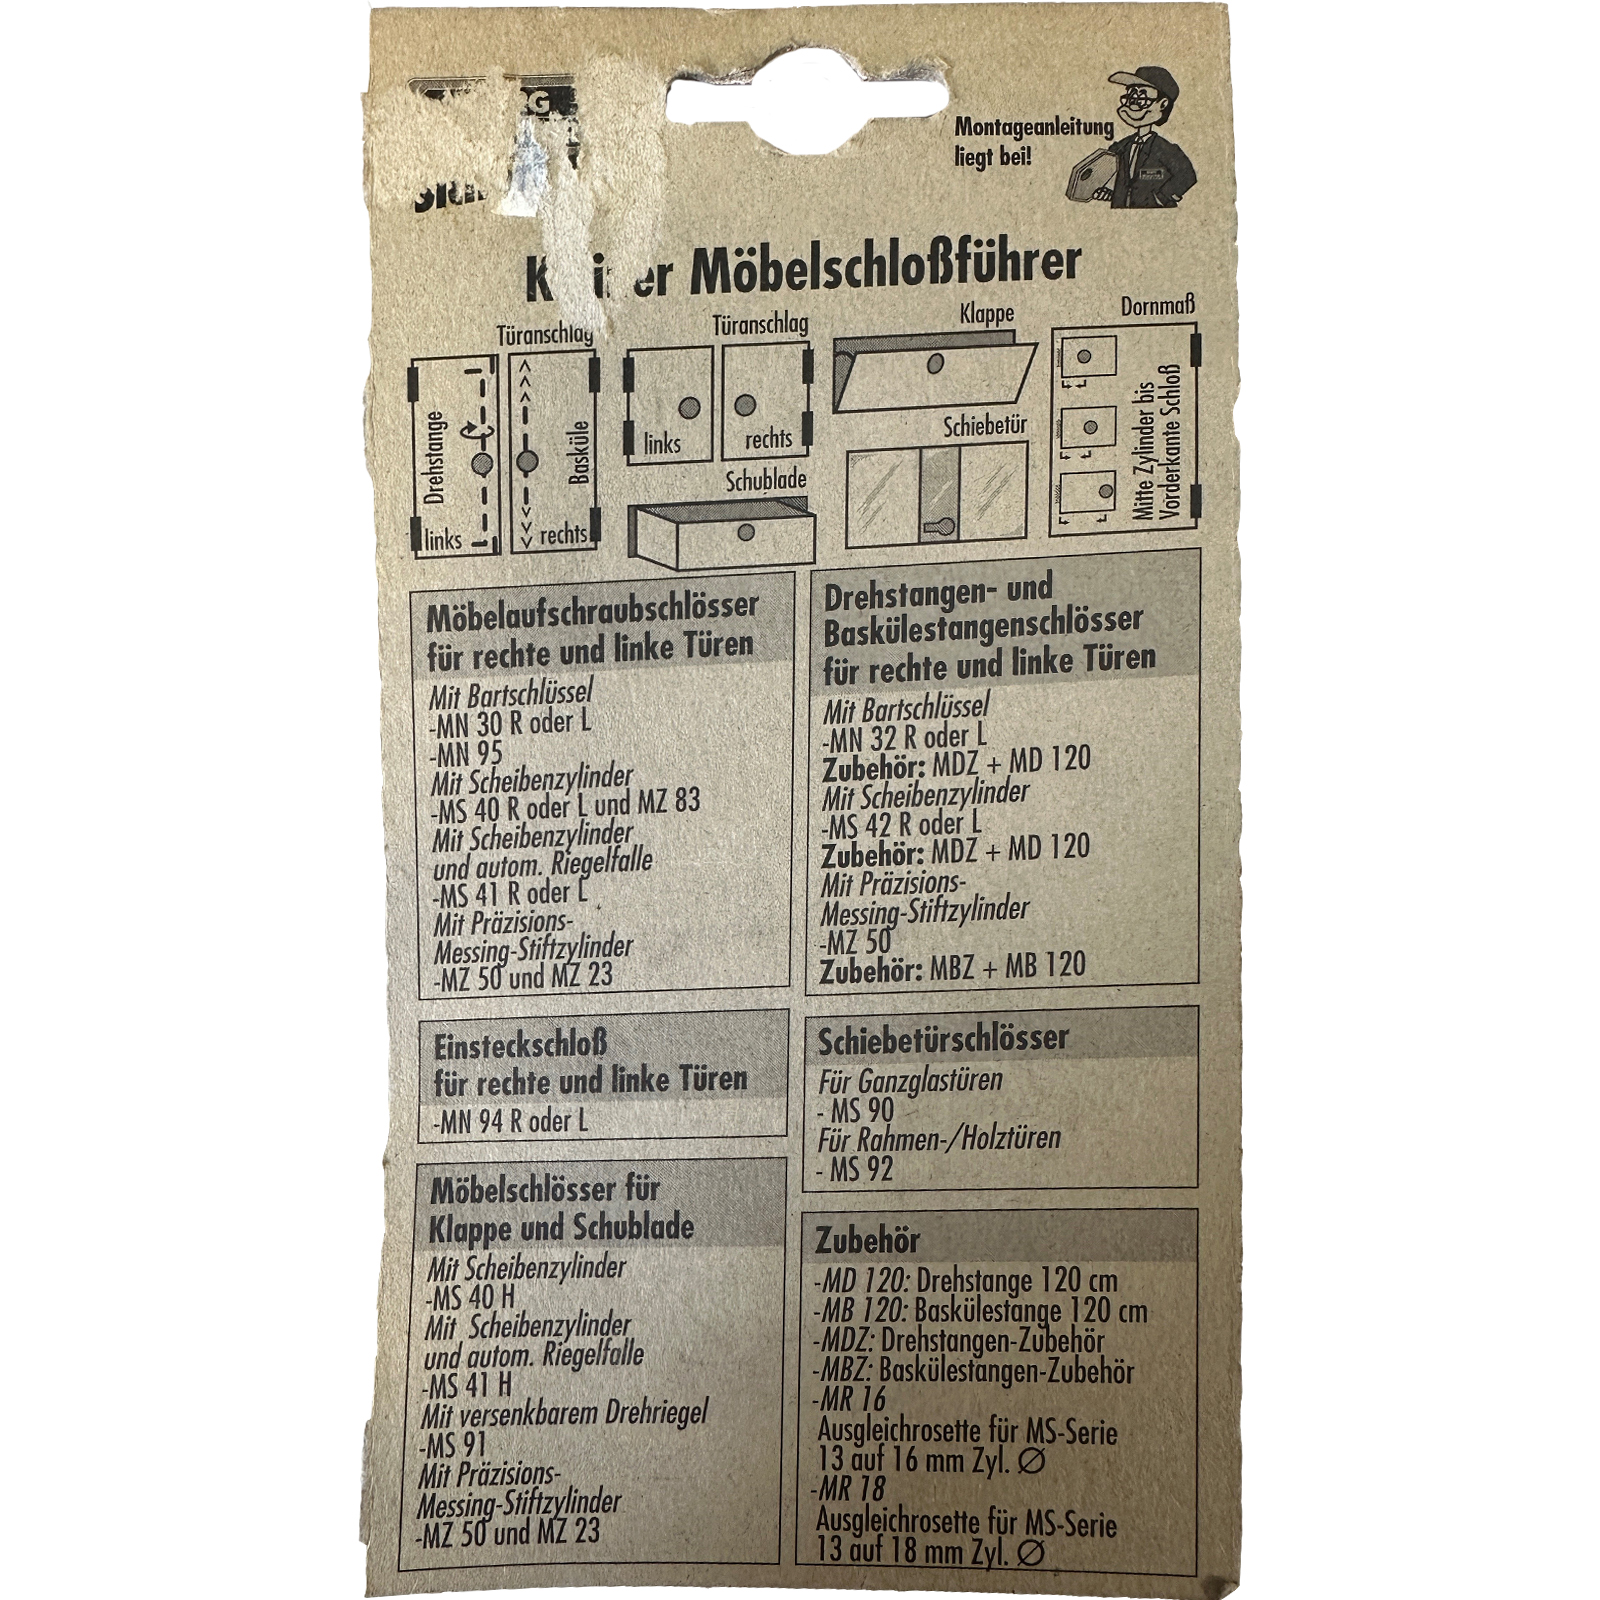 Montageanleitung
liegt bei!
Möbelschloßführer
Türanschlag
Drehstange
links
Basküle
rechts
Türanschlag
links
rechts
Schublade
Klappe
Schiebetür
Dornmaß
Mitte Zylinder bis
Vorderkante Schloß
Möbelaufschraubschlösser
für rechte und linke Türen
Mit Bartschlüssel
-MN 30 R oder L
-MN 95
Mit Scheibenzylinder
-MS 40 R oder L und MZ 83
Mit Scheibenzylinder
und autom. Riegelfalle
-MS 41 R oder L
Mit Präzisions-
Messing-Stiftzylinder
-MZ 50 und MZ 23
Einsteckschloß
für rechte und linke Türen
-MN 94 R oder L
Möbelschlösser für
Klappe und Schublade
Mit Scheibenzylinder
-MS 40 H
Mit Scheibenzylinder
und autom. Riegelfalle
-MS 41 H
Mit versenkbarem Drehriegel
-MS 91
Mit Präzisions-
Messing-Stiftzylinder
-MZ 50 und MZ 23
Drehstangen- und
Baskülestangenschlösser
für rechte und linke Türen
Mit Bartschlüssel
-MN 32 R oder L
Zubehör: MDZ + MD 120
Mit Scheibenzylinder
-MS 42 R oder L
Zubehör: MDZ + MD 120
Mit Präzisions-
Messing-Stiftzylinder
-MZ 50
Zubehör: MBZ + MB 120
Schiebetürschlösser
Für Ganzglastüren
- MS 90
Für Rahmen-/Holztüren
- MS 92
Zubehör
-MD 120: Drehstange 120 cm
-MB 120: Baskülestange 120 cm
-MDZ: Drehstangen-Zubehör
-MBZ: Baskülestangen-Zubehör
-MR 16
Ausgleichrosette für MS-Serie
13 auf 16 mm Zyl. Ø
-MR 18
Ausgleichrosette für MS-Serie
13 auf 18 mm Zyl. Ø